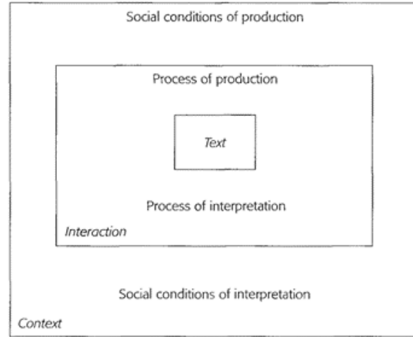 Social conditions of production
Process of production
Text
Process of interpretation
Interaction
Social conditions of interpretation
Context